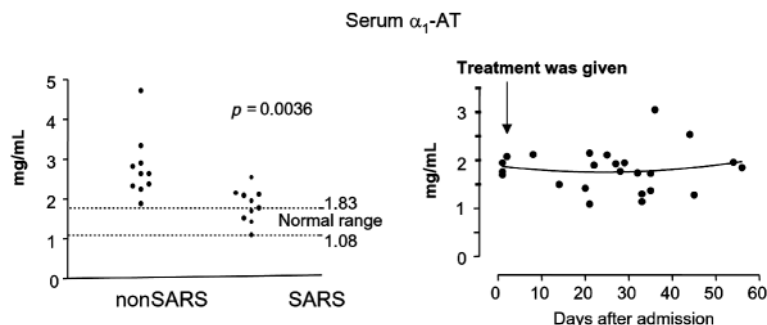 Serum α₁-AT
mg/mL
5
4
3
2
1
0
p = 0.0036
1.83
Normal range
1.08
nonSARS
SARS
Treatment was given
mg/mL
3
2
1
0
0 10 20 30 40 50 60
Days after admission